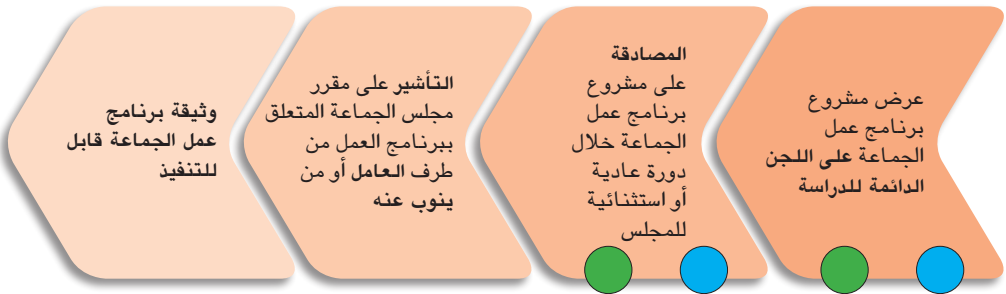 عرض مشروع
برنامج عمل
الجماعة على اللجن
الدائمة للدراسة
المصادقة
على مشروع
برنامج عمل
الجماعة خلال
دورة عادية
أو استثنائية
للمجلس
التأشير على مقرر
مجلس الجماعة المتعلق
ببرنامج العمل من
طرف العامل أو من
ينوب عنه
وثيقة برنامج
عمل الجماعة قابل
للتنفيذ